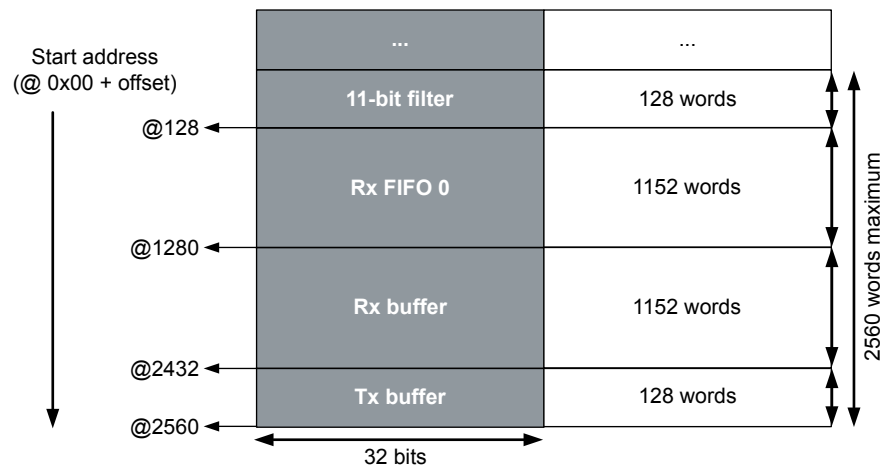 ...
...
Start address
(@ 0x00 + offset)
11-bit filter
128 words
@128
Rx FIFO 0
1152 words
2560 words maximum
@1280
Rx buffer
1152 words
@2432
Tx buffer
128 words
@2560
32 bits